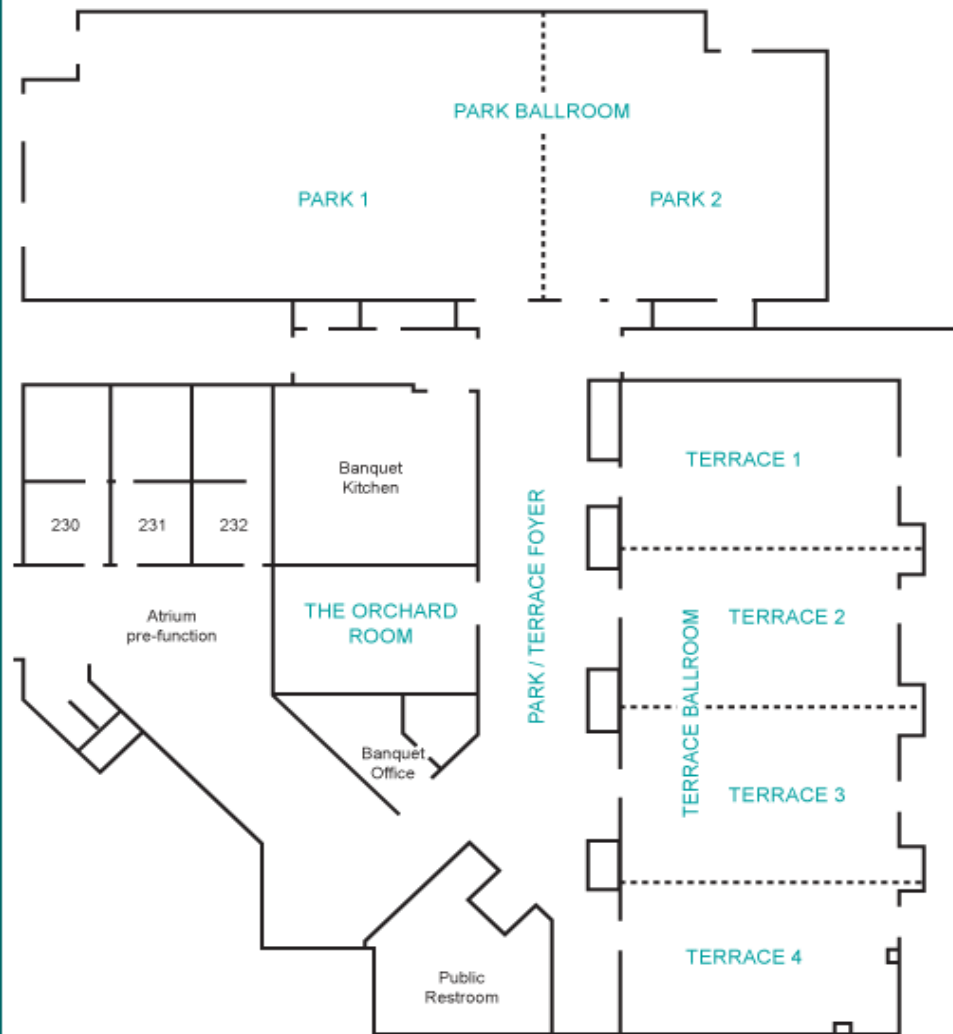 PARK BALLROOM
PARK 1
PARK 2
TERRACE 1
Banquet
Kitchen
230
231
232
PARK / TERRACE FOYER
THE ORCHARD
ROOM
Atrium
pre-function
TERRACE 2
TERRACE BALLROOM
Banquet
Office
TERRACE 3
TERRACE 4
Public
Restroom